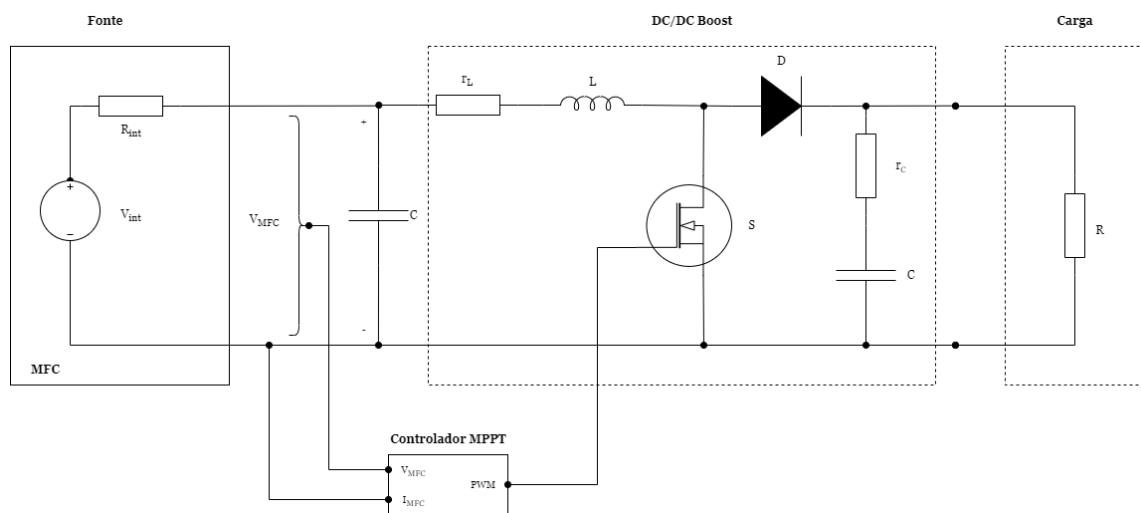 Fonte
DC/DC Boost
Carga
D
r_L
L
R_int
+
r_C
+
V_int
V_MFC
C
S
R
−
C
-
MFC
Controlador MPPT
V_MFC
PWM
I_MFC